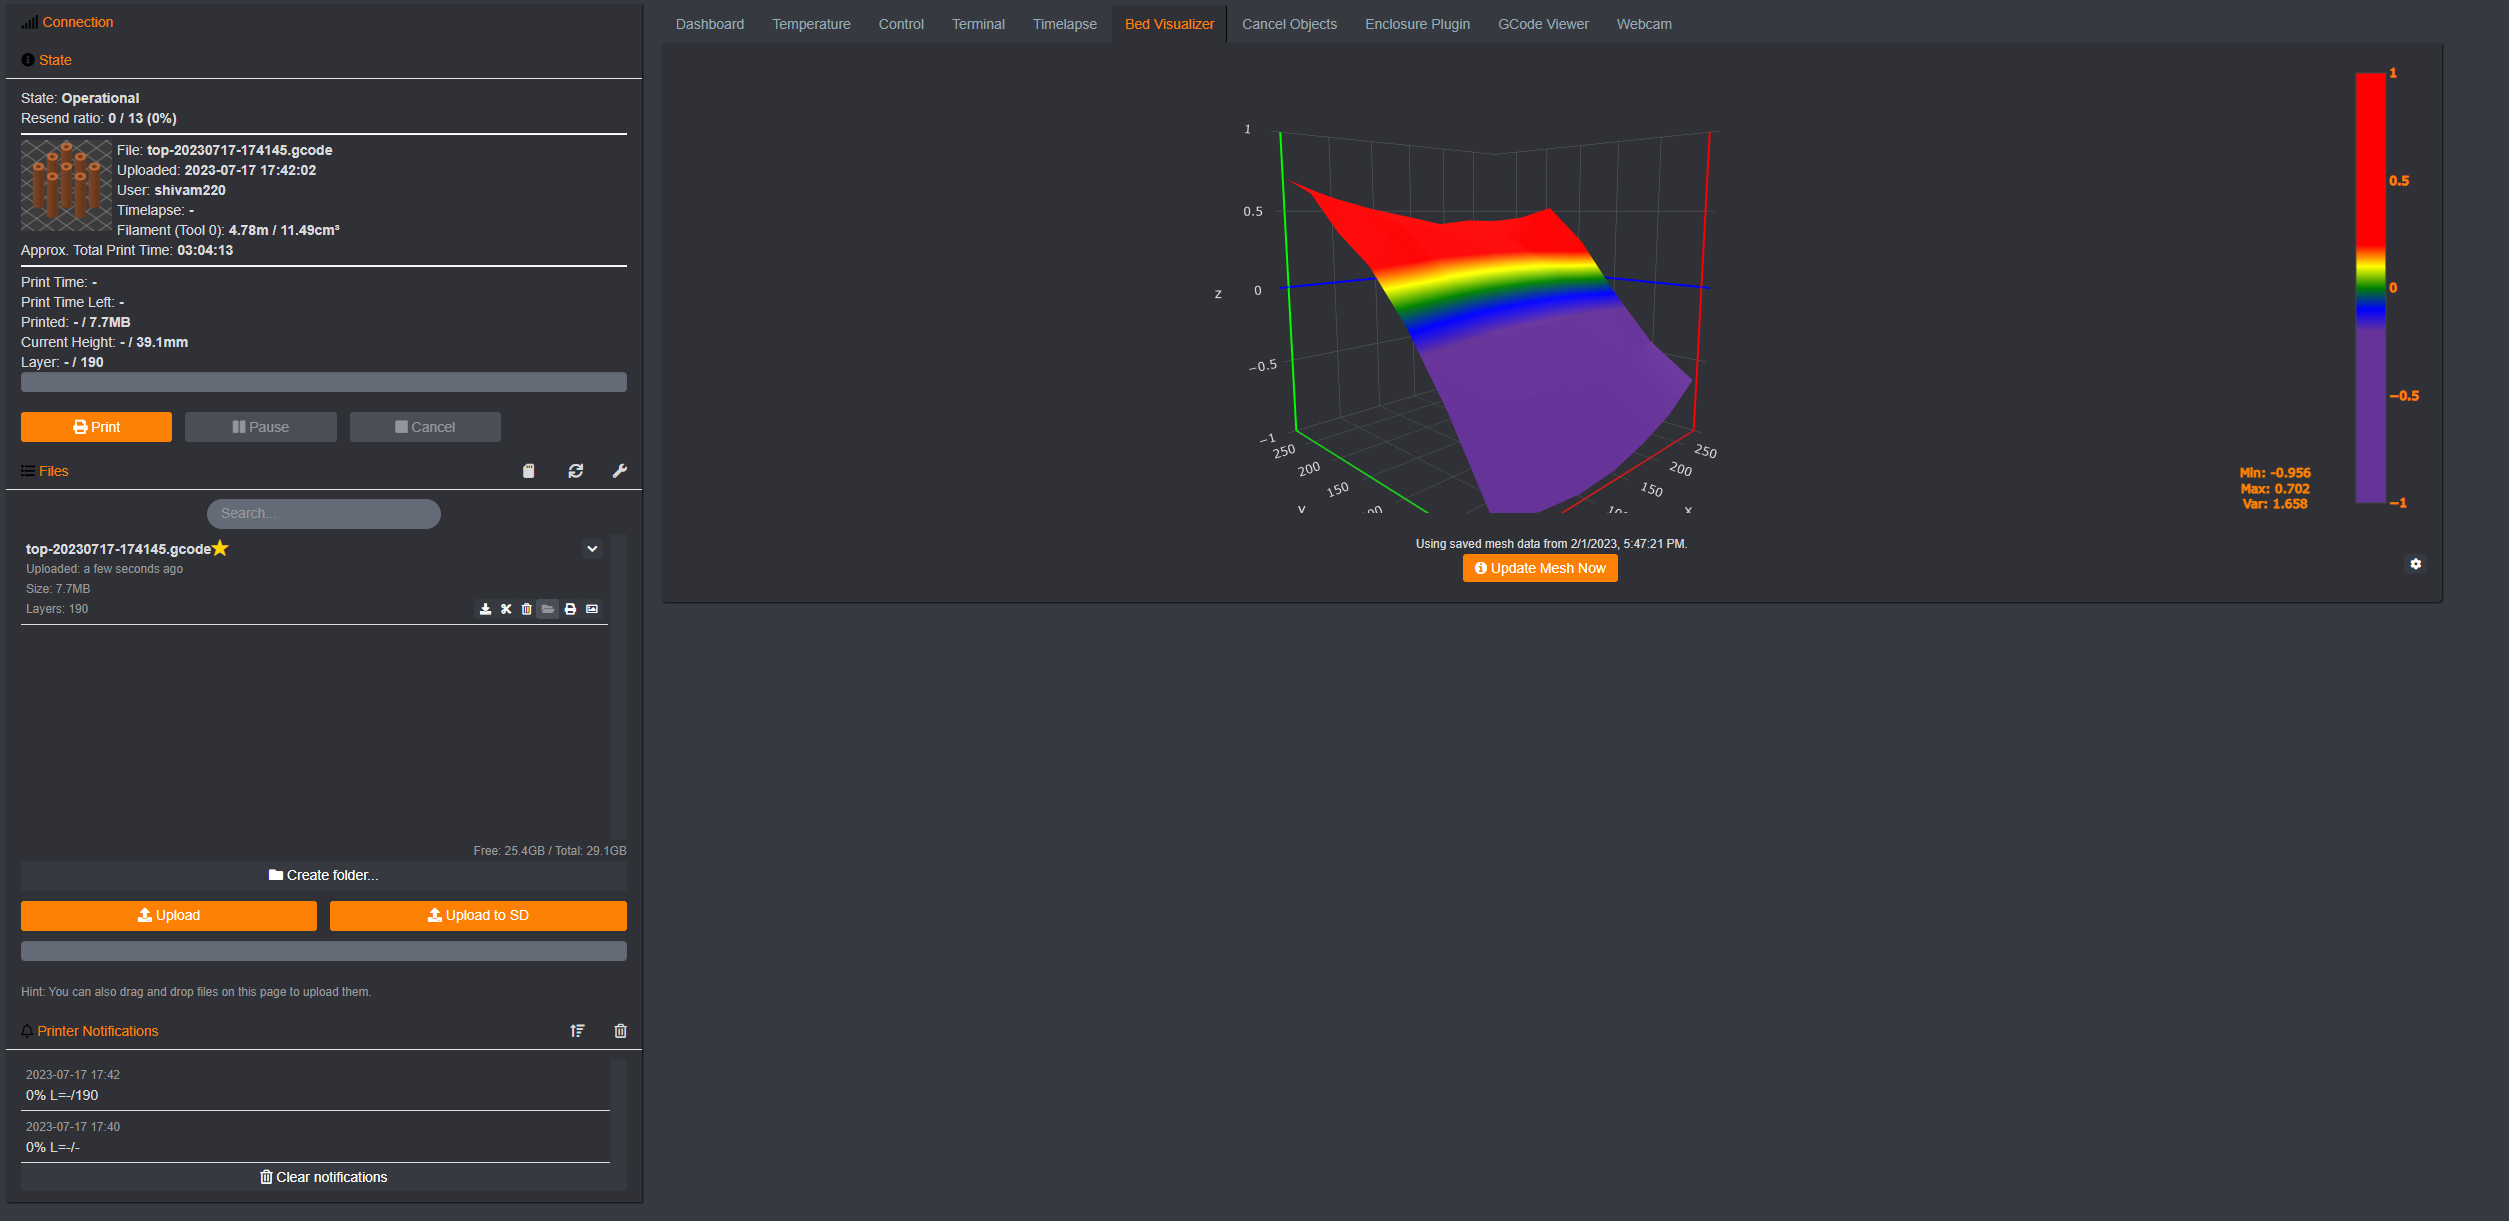 Connection
State
State: Operational
Resend ratio: 0 / 13 (0%)
File: top-20230717-174145.gcode
Uploaded: 2023-07-17 17:42:02
User: shivam220
Timelapse: -
Filament (Tool 0): 4.78m / 11.49cm³
Approx. Total Print Time: 03:04:13
Print Time: -
Print Time Left: -
Printed: - / 7.7MB
Current Height: - / 39.1mm
Layer: - / 190
Print Pause Cancel
Files
Search...
top-20230717-174145.gcode
Uploaded: a few seconds ago
Size: 7.7MB
Layers: 190
Free: 25.4GB / Total: 29.1GB
Create folder...
Upload Upload to SD
Hint: You can also drag and drop files on this page to upload them.
Printer Notifications
2023-07-17 17:42
0% L=-/190
2023-07-17 17:40
0% L=-/-
Clear notifications
Dashboard Temperature Control Terminal Timelapse Bed Visualizer Cancel Objects Enclosure Plugin GCode Viewer Webcam
1
0.5
z
0
−0.5
−1
250
200
150
y
250
200
150
x
1
0.5
0
−0.5
−1
Min: -0.956
Max: 0.702
Var: 1.658
Using saved mesh data from 2/1/2023, 5:47:21 PM.
Update Mesh Now